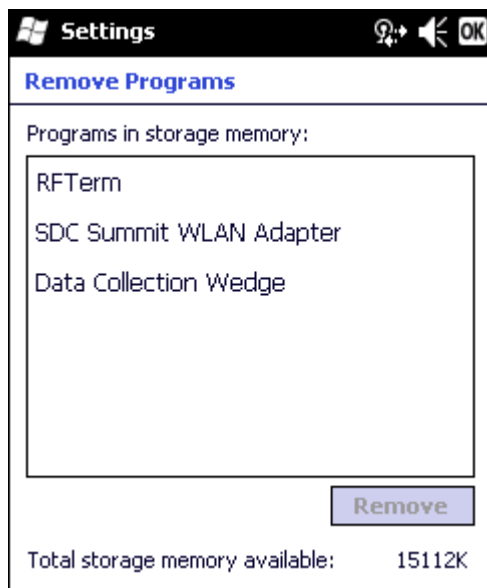 Settings OK
Remove Programs
Programs in storage memory:
RFTerm
SDC Summit WLAN Adapter
Data Collection Wedge
Remove
Total storage memory available: 15112K